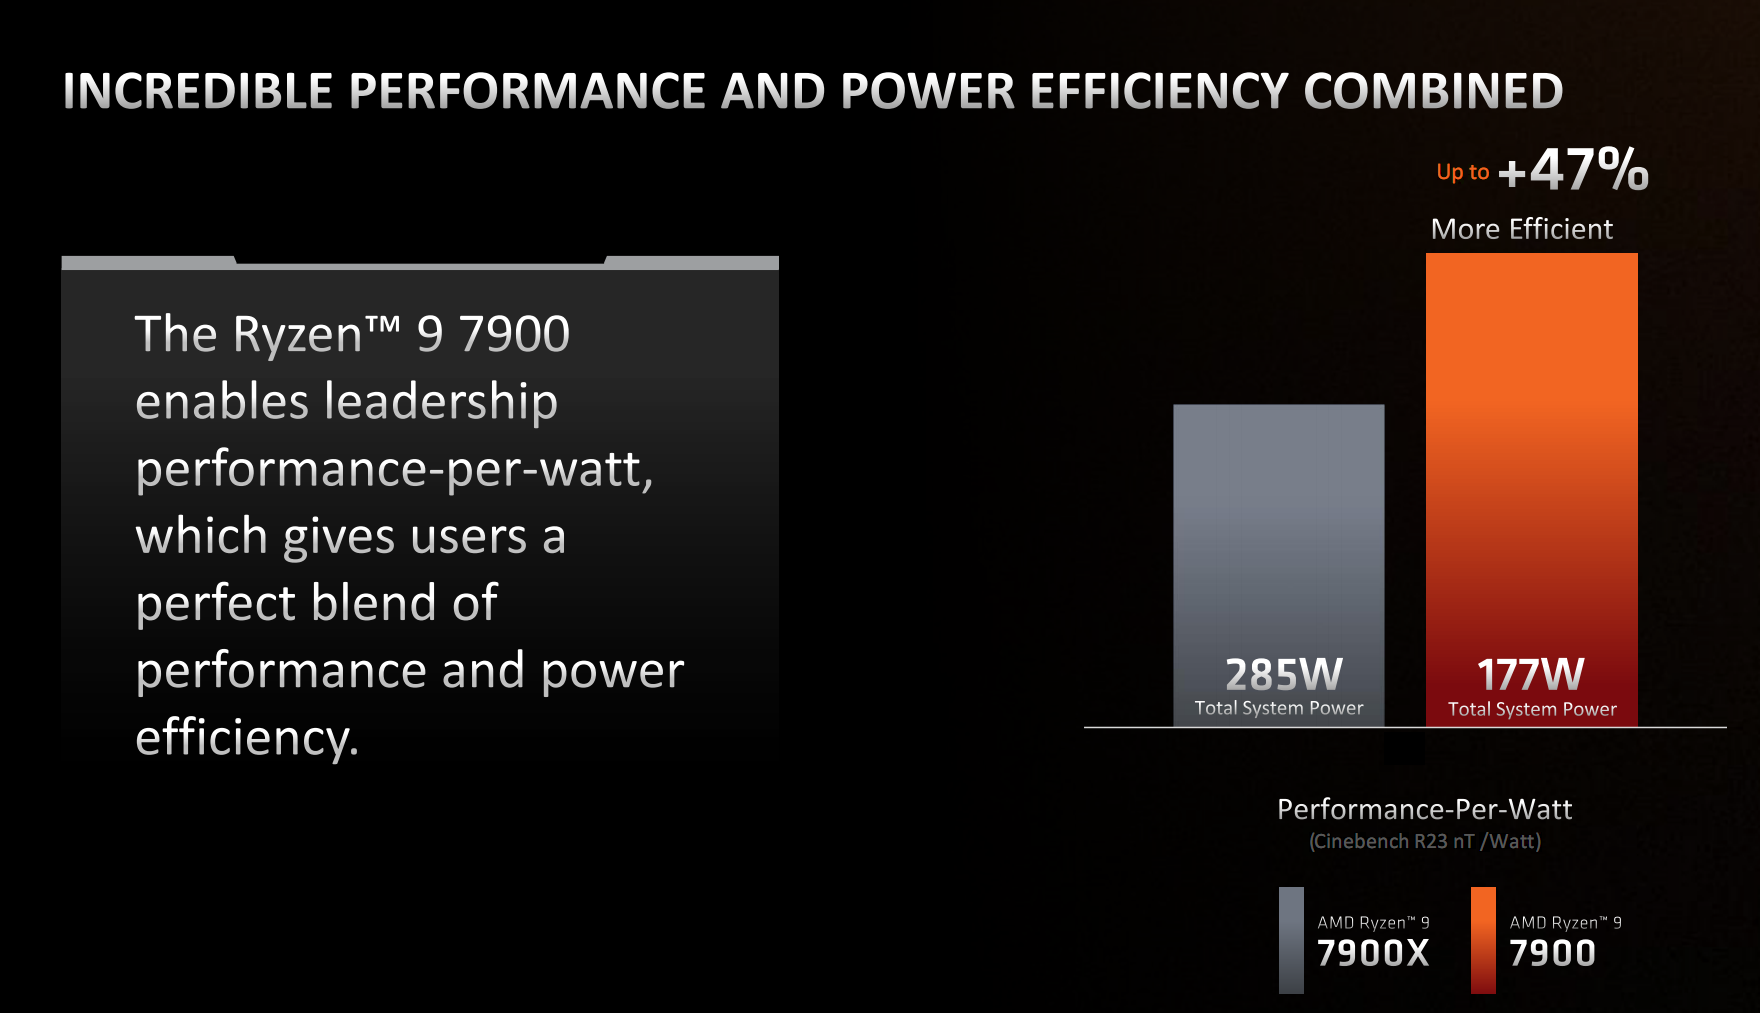 INCREDIBLE PERFORMANCE AND POWER EFFICIENCY COMBINED
The Ryzen™ 9 7900
enables leadership
performance-per-watt,
which gives users a
perfect blend of
performance and power
efficiency.
Up to +47%
More Efficient
285W
Total System Power
177W
Total System Power
Performance-Per-Watt
(Cinebench R23 nT /Watt)
AMD Ryzen™ 9
7900X
AMD Ryzen™ 9
7900